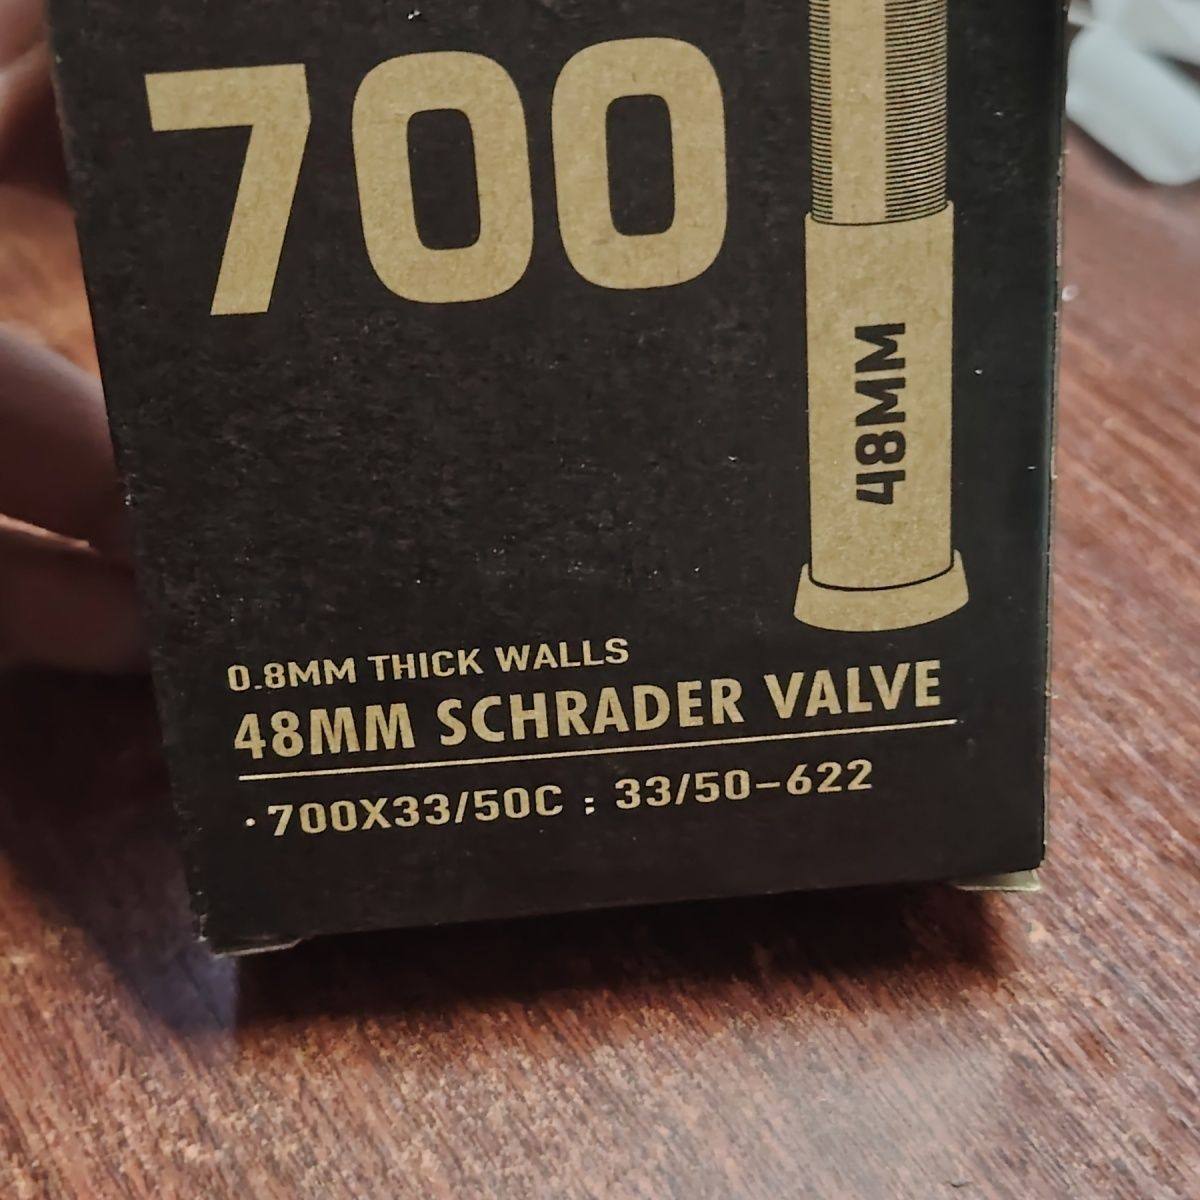 700
48MM
0.8MM THICK WALLS
48MM SCHRADER VALVE
·700X33/50C : 33/50-622